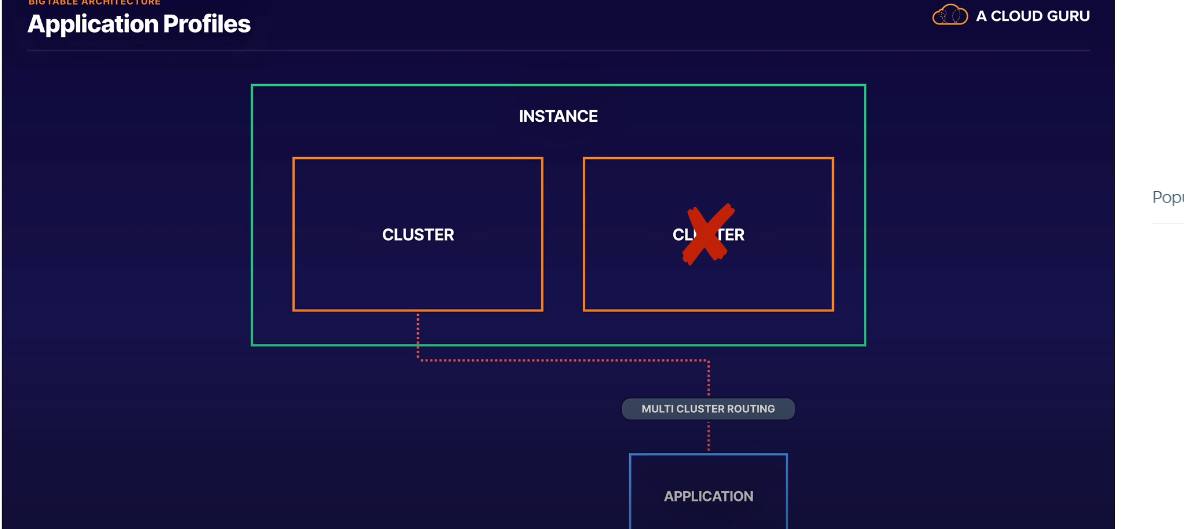 BIGTABLE ARCHITECTURE
Application Profiles
A CLOUD GURU
INSTANCE
CLUSTER
MULTI CLUSTER ROUTING
APPLICATION